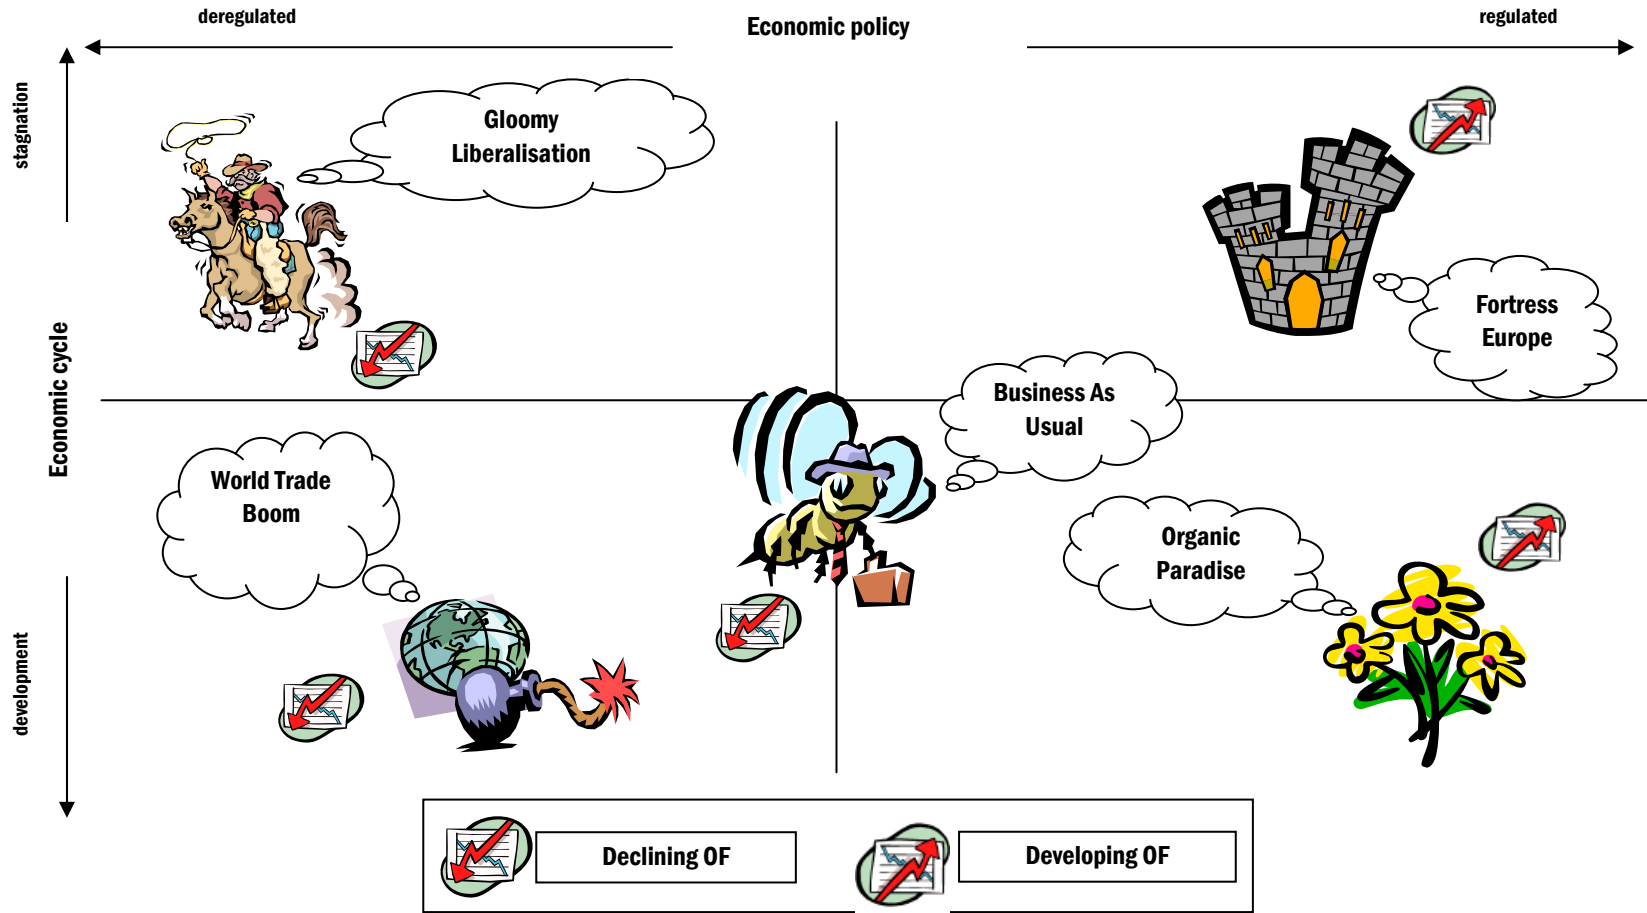 deregulated
Economic policy
regulated
stagnation
Gloomy
Liberalisation
Fortress
Europe
Economic cycle
Business As
Usual
World Trade
Boom
Organic
Paradise
development
Declining OF
Developing OF